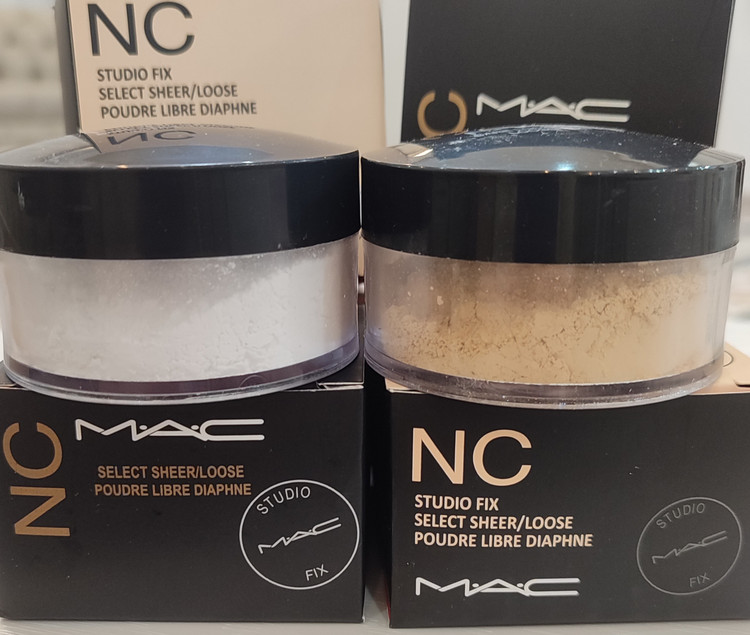 NC
STUDIO FIX
SELECT SHEER/LOOSE
POUDRE LIBRE DIAPHNE
C
MAC
NC
NC
MAC
SELECT SHEER/LOOSE
POUDRE LIBRE DIAPHNE
STUDIO
MAC
FIX
NC
STUDIO FIX
SELECT SHEER/LOOSE
POUDRE LIBRE DIAPHNE
MAC
STUDIO
MAC
FIX